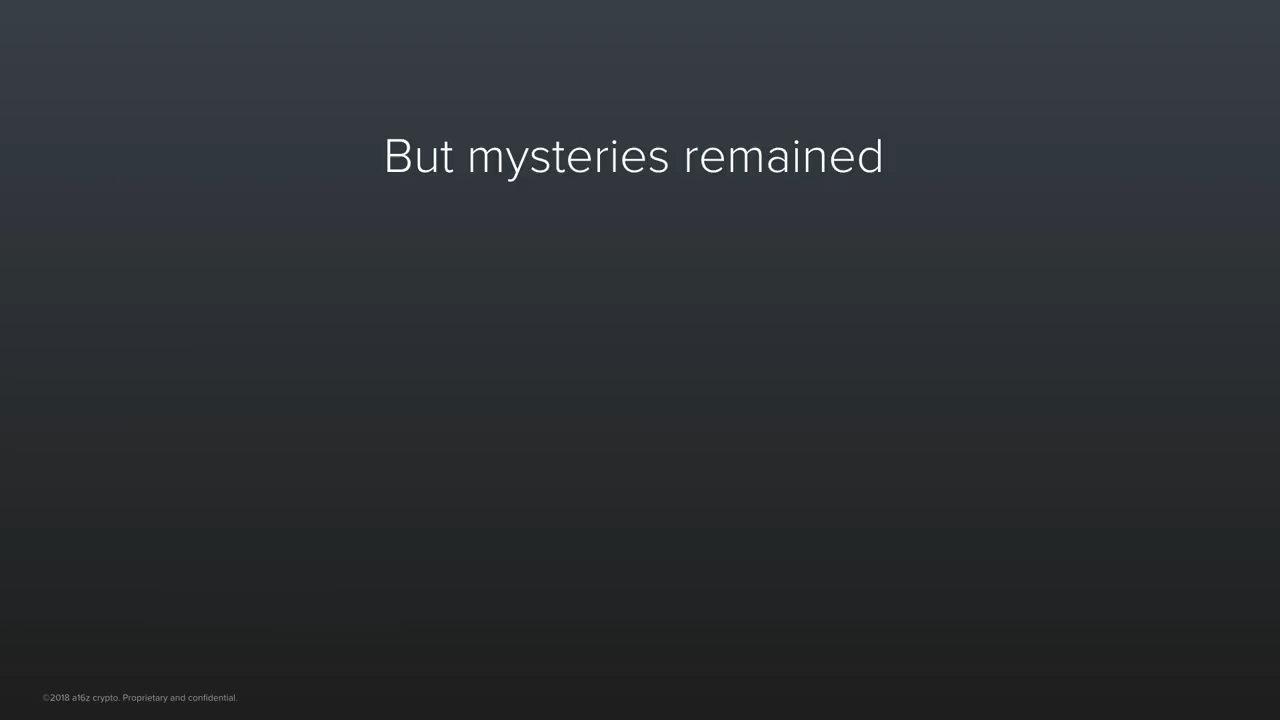 But mysteries remained
©2018 a16z crypto. Proprietary and confidential.